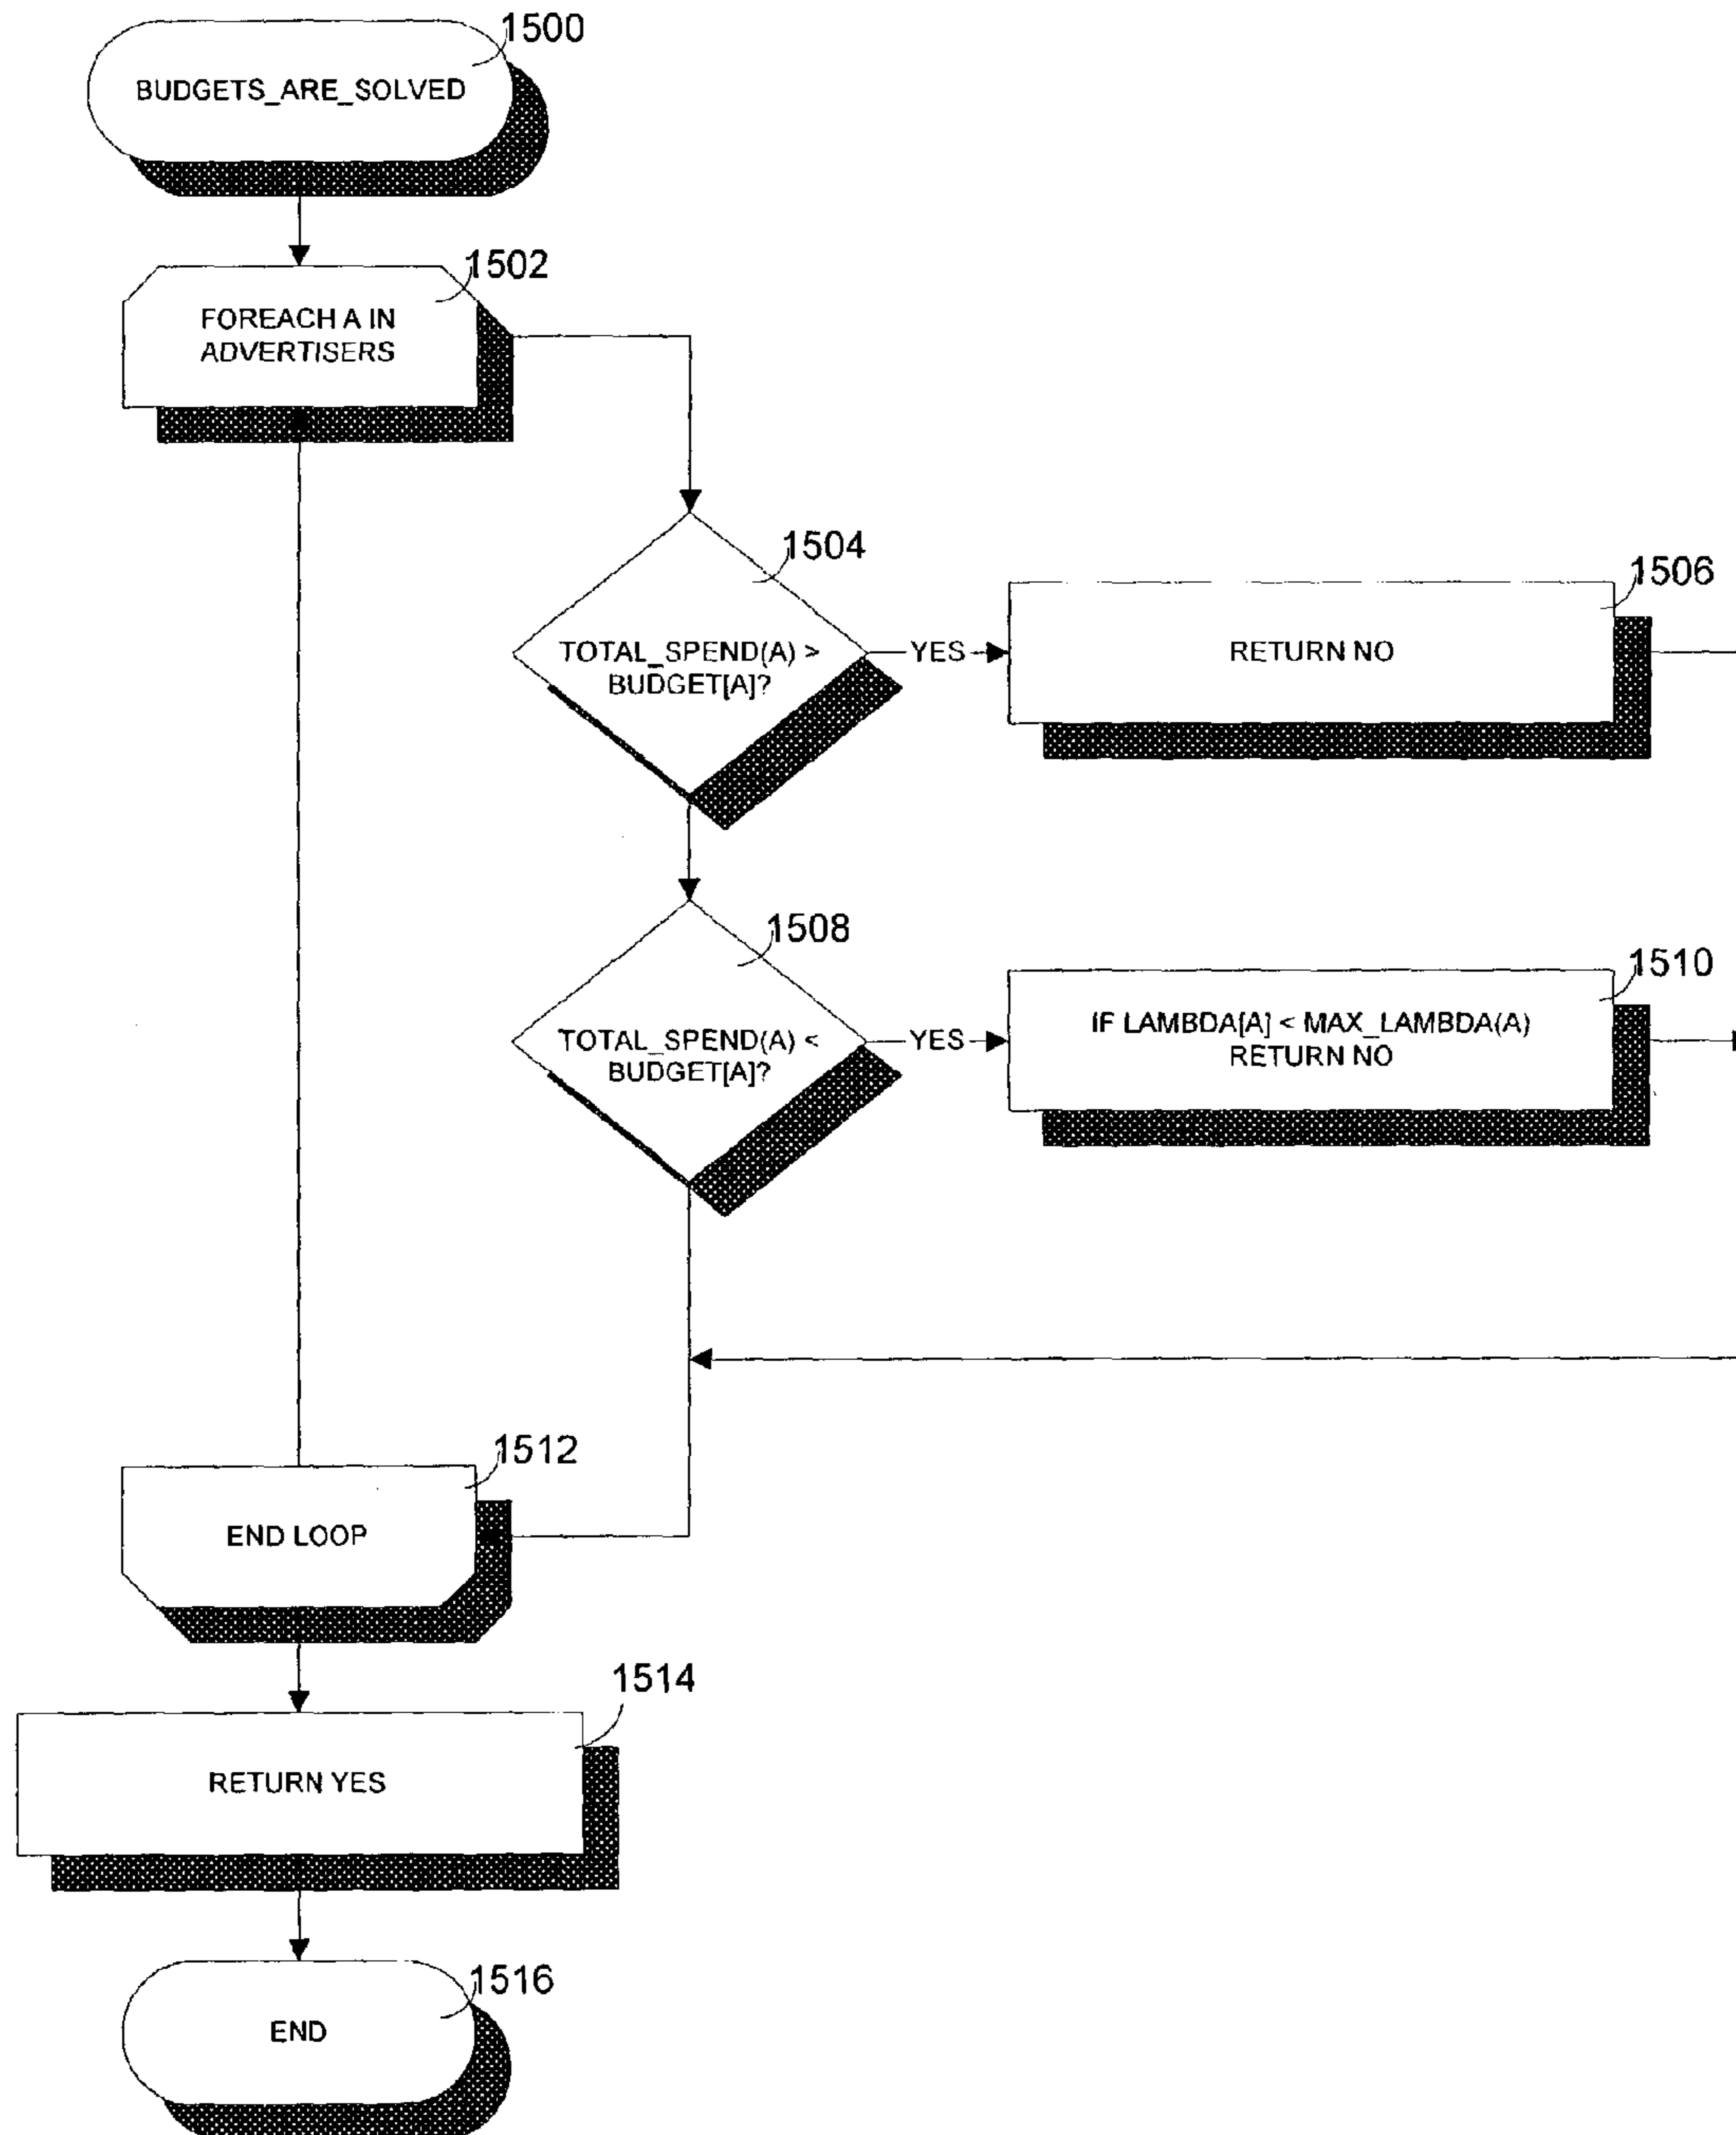 1500
BUDGETS_ARE_SOLVED
1502
FOREACH A IN
ADVERTISERS
1504
TOTAL_SPEND(A) >
BUDGET[A]?
YES
1506
RETURN NO
1508
TOTAL_SPEND(A) <
BUDGET[A]?
YES
1510
IF LAMBDA[A] < MAX_LAMBDA(A)
RETURN NO
1512
END LOOP
1514
RETURN YES
1516
END